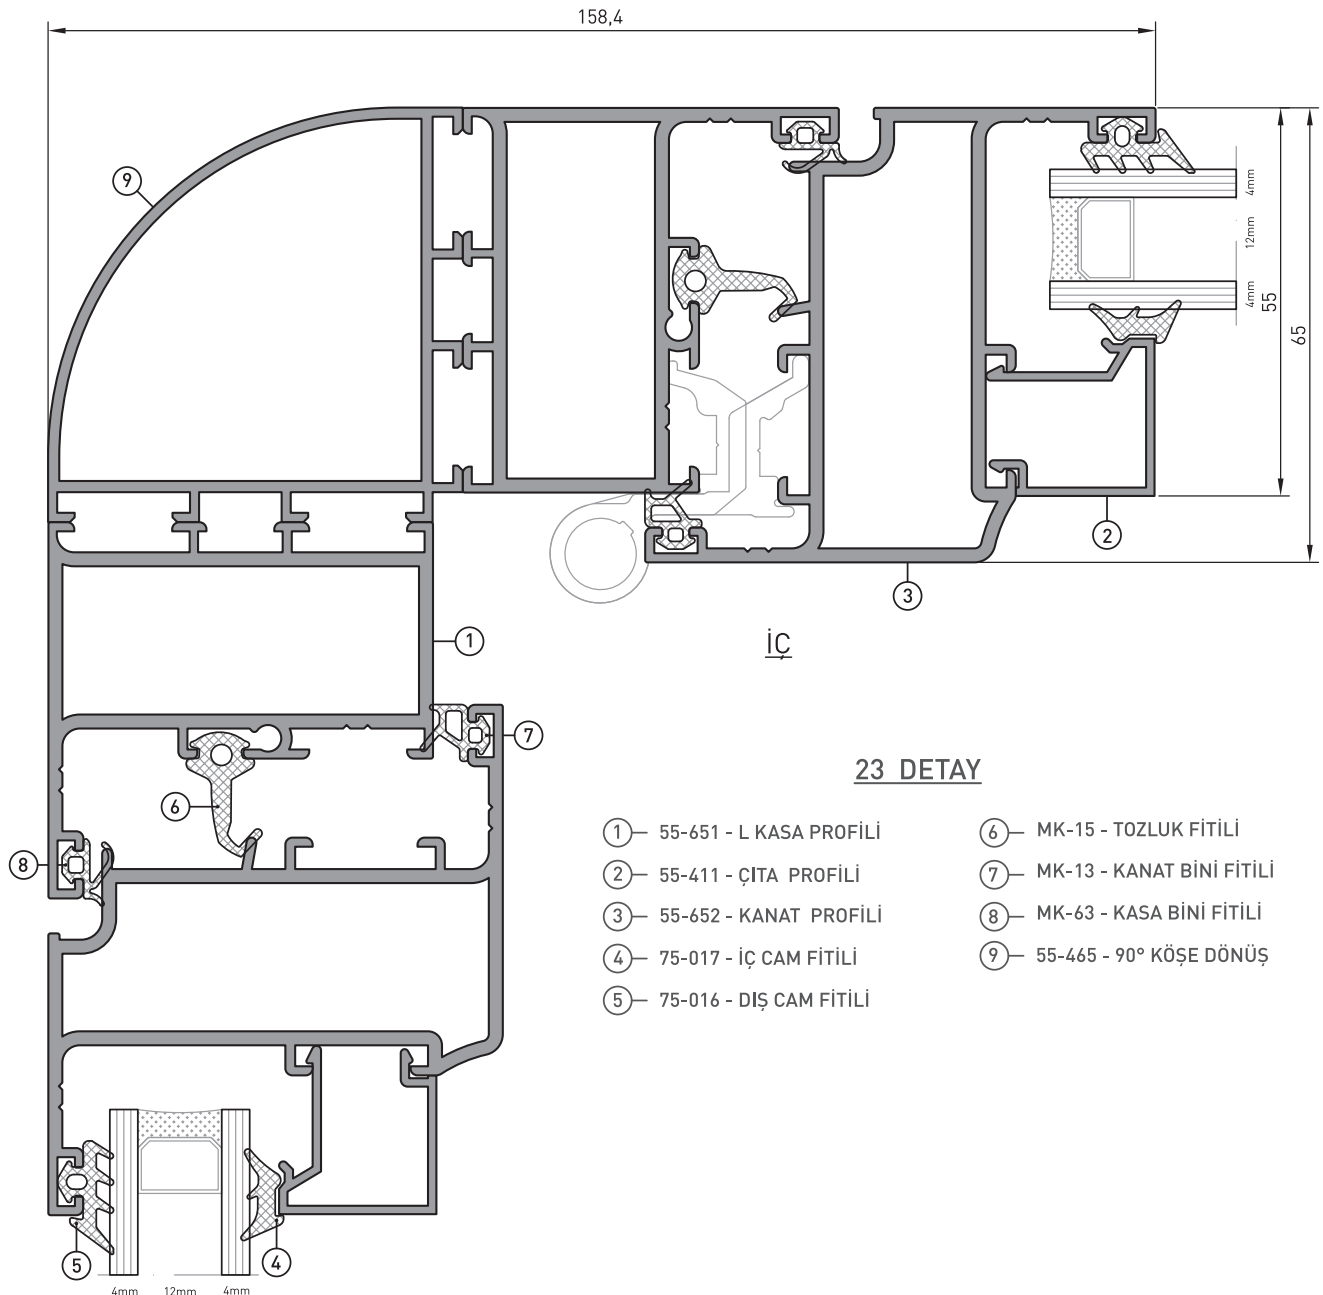 158,4
9
4mm
12mm
4mm
55
65
2
3
İÇ
1
7
6
8
23 DETAY
1 55-651 - L KASA PROFİLİ
2 55-411 - ÇITA PROFİLİ
3 55-652 - KANAT PROFİLİ
4 75-017 - İÇ CAM FİTİLİ
5 75-016 - DIŞ CAM FİTİLİ
6 MK-15 - TOZLUK FİTİLİ
7 MK-13 - KANAT BİNİ FİTİLİ
8 MK-63 - KASA BİNİ FİTİLİ
9 55-465 - 90° KÖŞE DÖNÜŞ
5
4
4mm 12mm 4mm